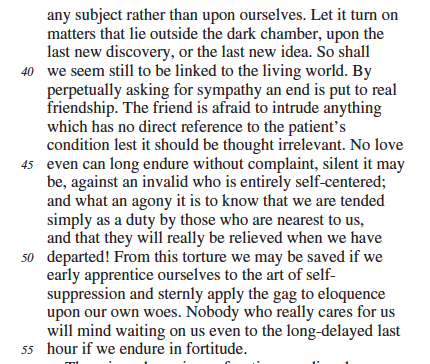 any subject rather than upon ourselves. Let it turn on
matters that lie outside the dark chamber, upon the
last new discovery, or the last new idea. So shall
40 we seem still to be linked to the living world. By
perpetually asking for sympathy an end is put to real
friendship. The friend is afraid to intrude anything
which has no direct reference to the patient's
condition lest it should be thought irrelevant. No love
45 even can long endure without complaint, silent it may
be, against an invalid who is entirely self-centered;
and what an agony it is to know that we are tended
simply as a duty by those who are nearest to us,
and that they will really be relieved when we have
50 departed! From this torture we may be saved if we
early apprentice ourselves to the art of self-
suppression and sternly apply the gag to eloquence
upon our own woes. Nobody who really cares for us
will mind waiting on us even to the long-delayed last
55 hour if we endure in fortitude.